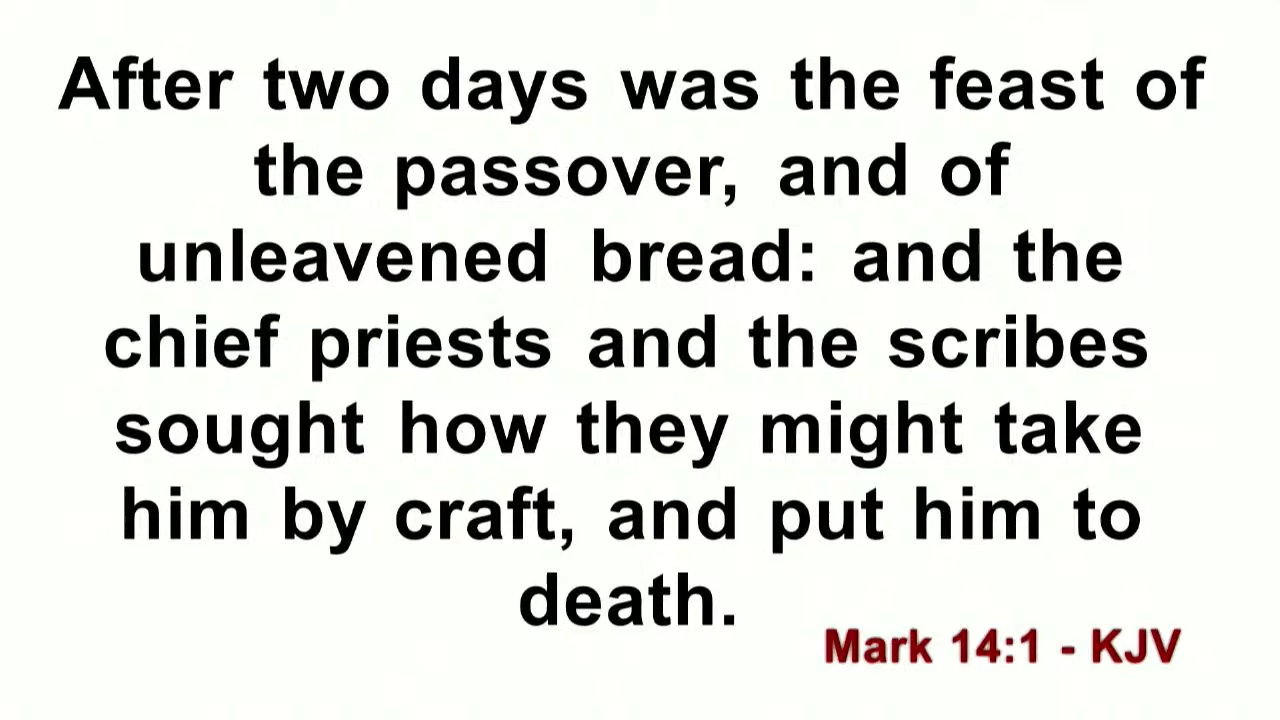 After two days was the feast of
the passover, and of
unleavened bread: and the
chief priests and the scribes
sought how they might take
him by craft, and put him to
death.
Mark 14:1 - KJV